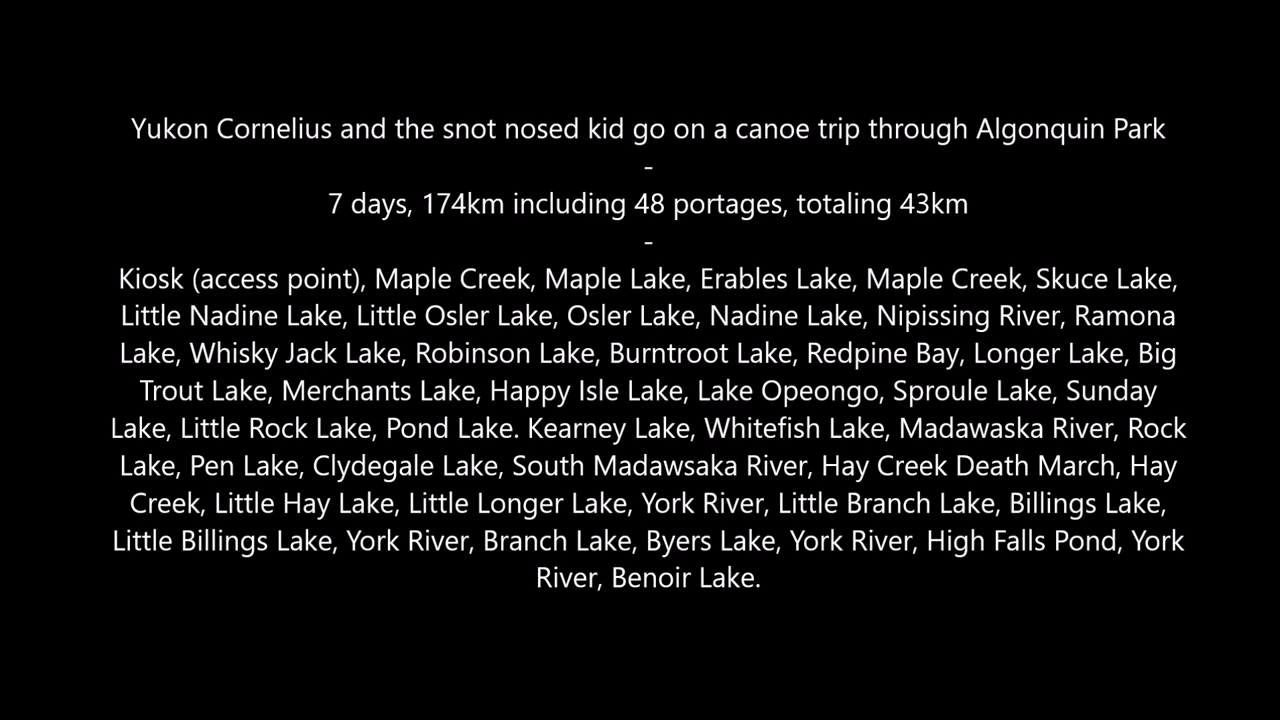 Yukon Cornelius and the snot nosed kid go on a canoe trip through Algonquin Park
-
7 days, 174km including 48 portages, totaling 43km
-
Kiosk (access point), Maple Creek, Maple Lake, Erables Lake, Maple Creek, Skuce Lake,
Little Nadine Lake, Little Osler Lake, Osler Lake, Nadine Lake, Nipissing River, Ramona
Lake, Whisky Jack Lake, Robinson Lake, Burntroot Lake, Redpine Bay, Longer Lake, Big
Trout Lake, Merchants Lake, Happy Isle Lake, Lake Opeongo, Sproule Lake, Sunday
Lake, Little Rock Lake, Pond Lake. Kearney Lake, Whitefish Lake, Madawaska River, Rock
Lake, Pen Lake, Clydegale Lake, South Madawsaka River, Hay Creek Death March, Hay
Creek, Little Hay Lake, Little Longer Lake, York River, Little Branch Lake, Billings Lake,
Little Billings Lake, York River, Branch Lake, Byers Lake, York River, High Falls Pond, York
River, Benoir Lake.